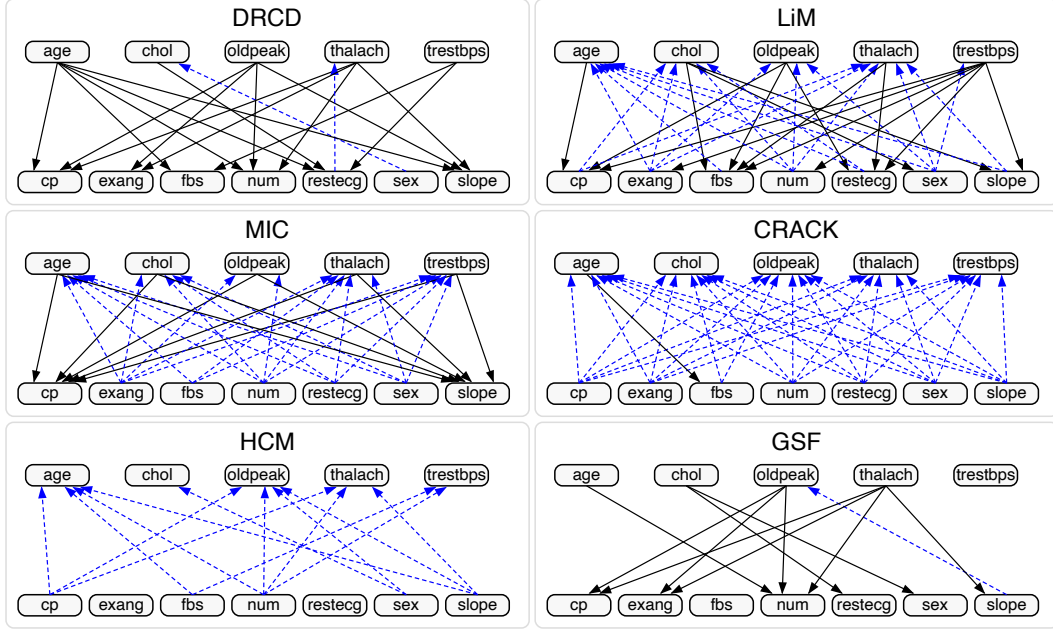 DRCD
age chol oldpeak thalach trestbps
cp exang fbs num restecg sex slope
LiM
age chol oldpeak thalach trestbps
cp exang fbs num restecg sex slope
MIC
age chol oldpeak thalach trestbps
cp exang fbs num restecg sex slope
CRACK
age chol oldpeak thalach trestbps
cp exang fbs num restecg sex slope
HCM
age chol oldpeak thalach trestbps
cp exang fbs num restecg sex slope
GSF
age chol oldpeak thalach trestbps
cp exang fbs num restecg sex slope